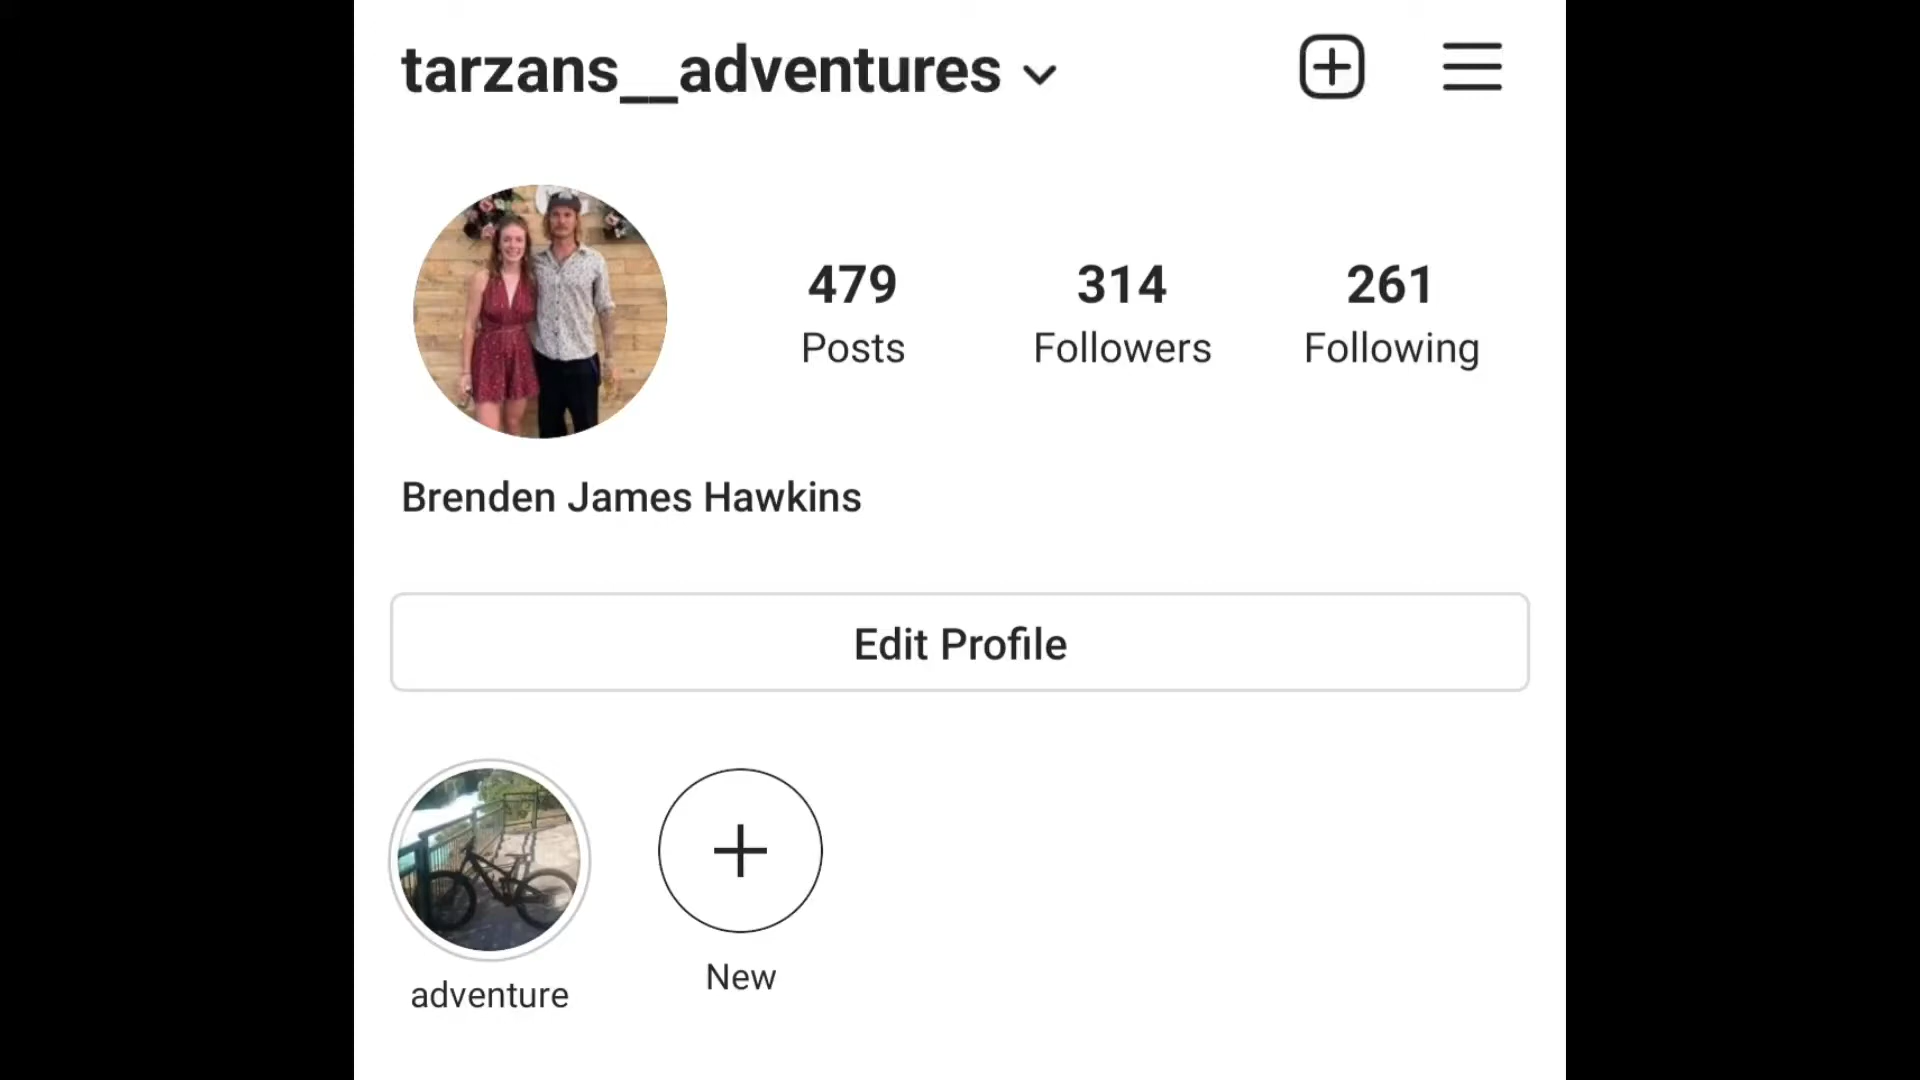 tarzans__adventures
479 314 261
Posts Followers Following
Brenden James Hawkins
Edit Profile
adventure New